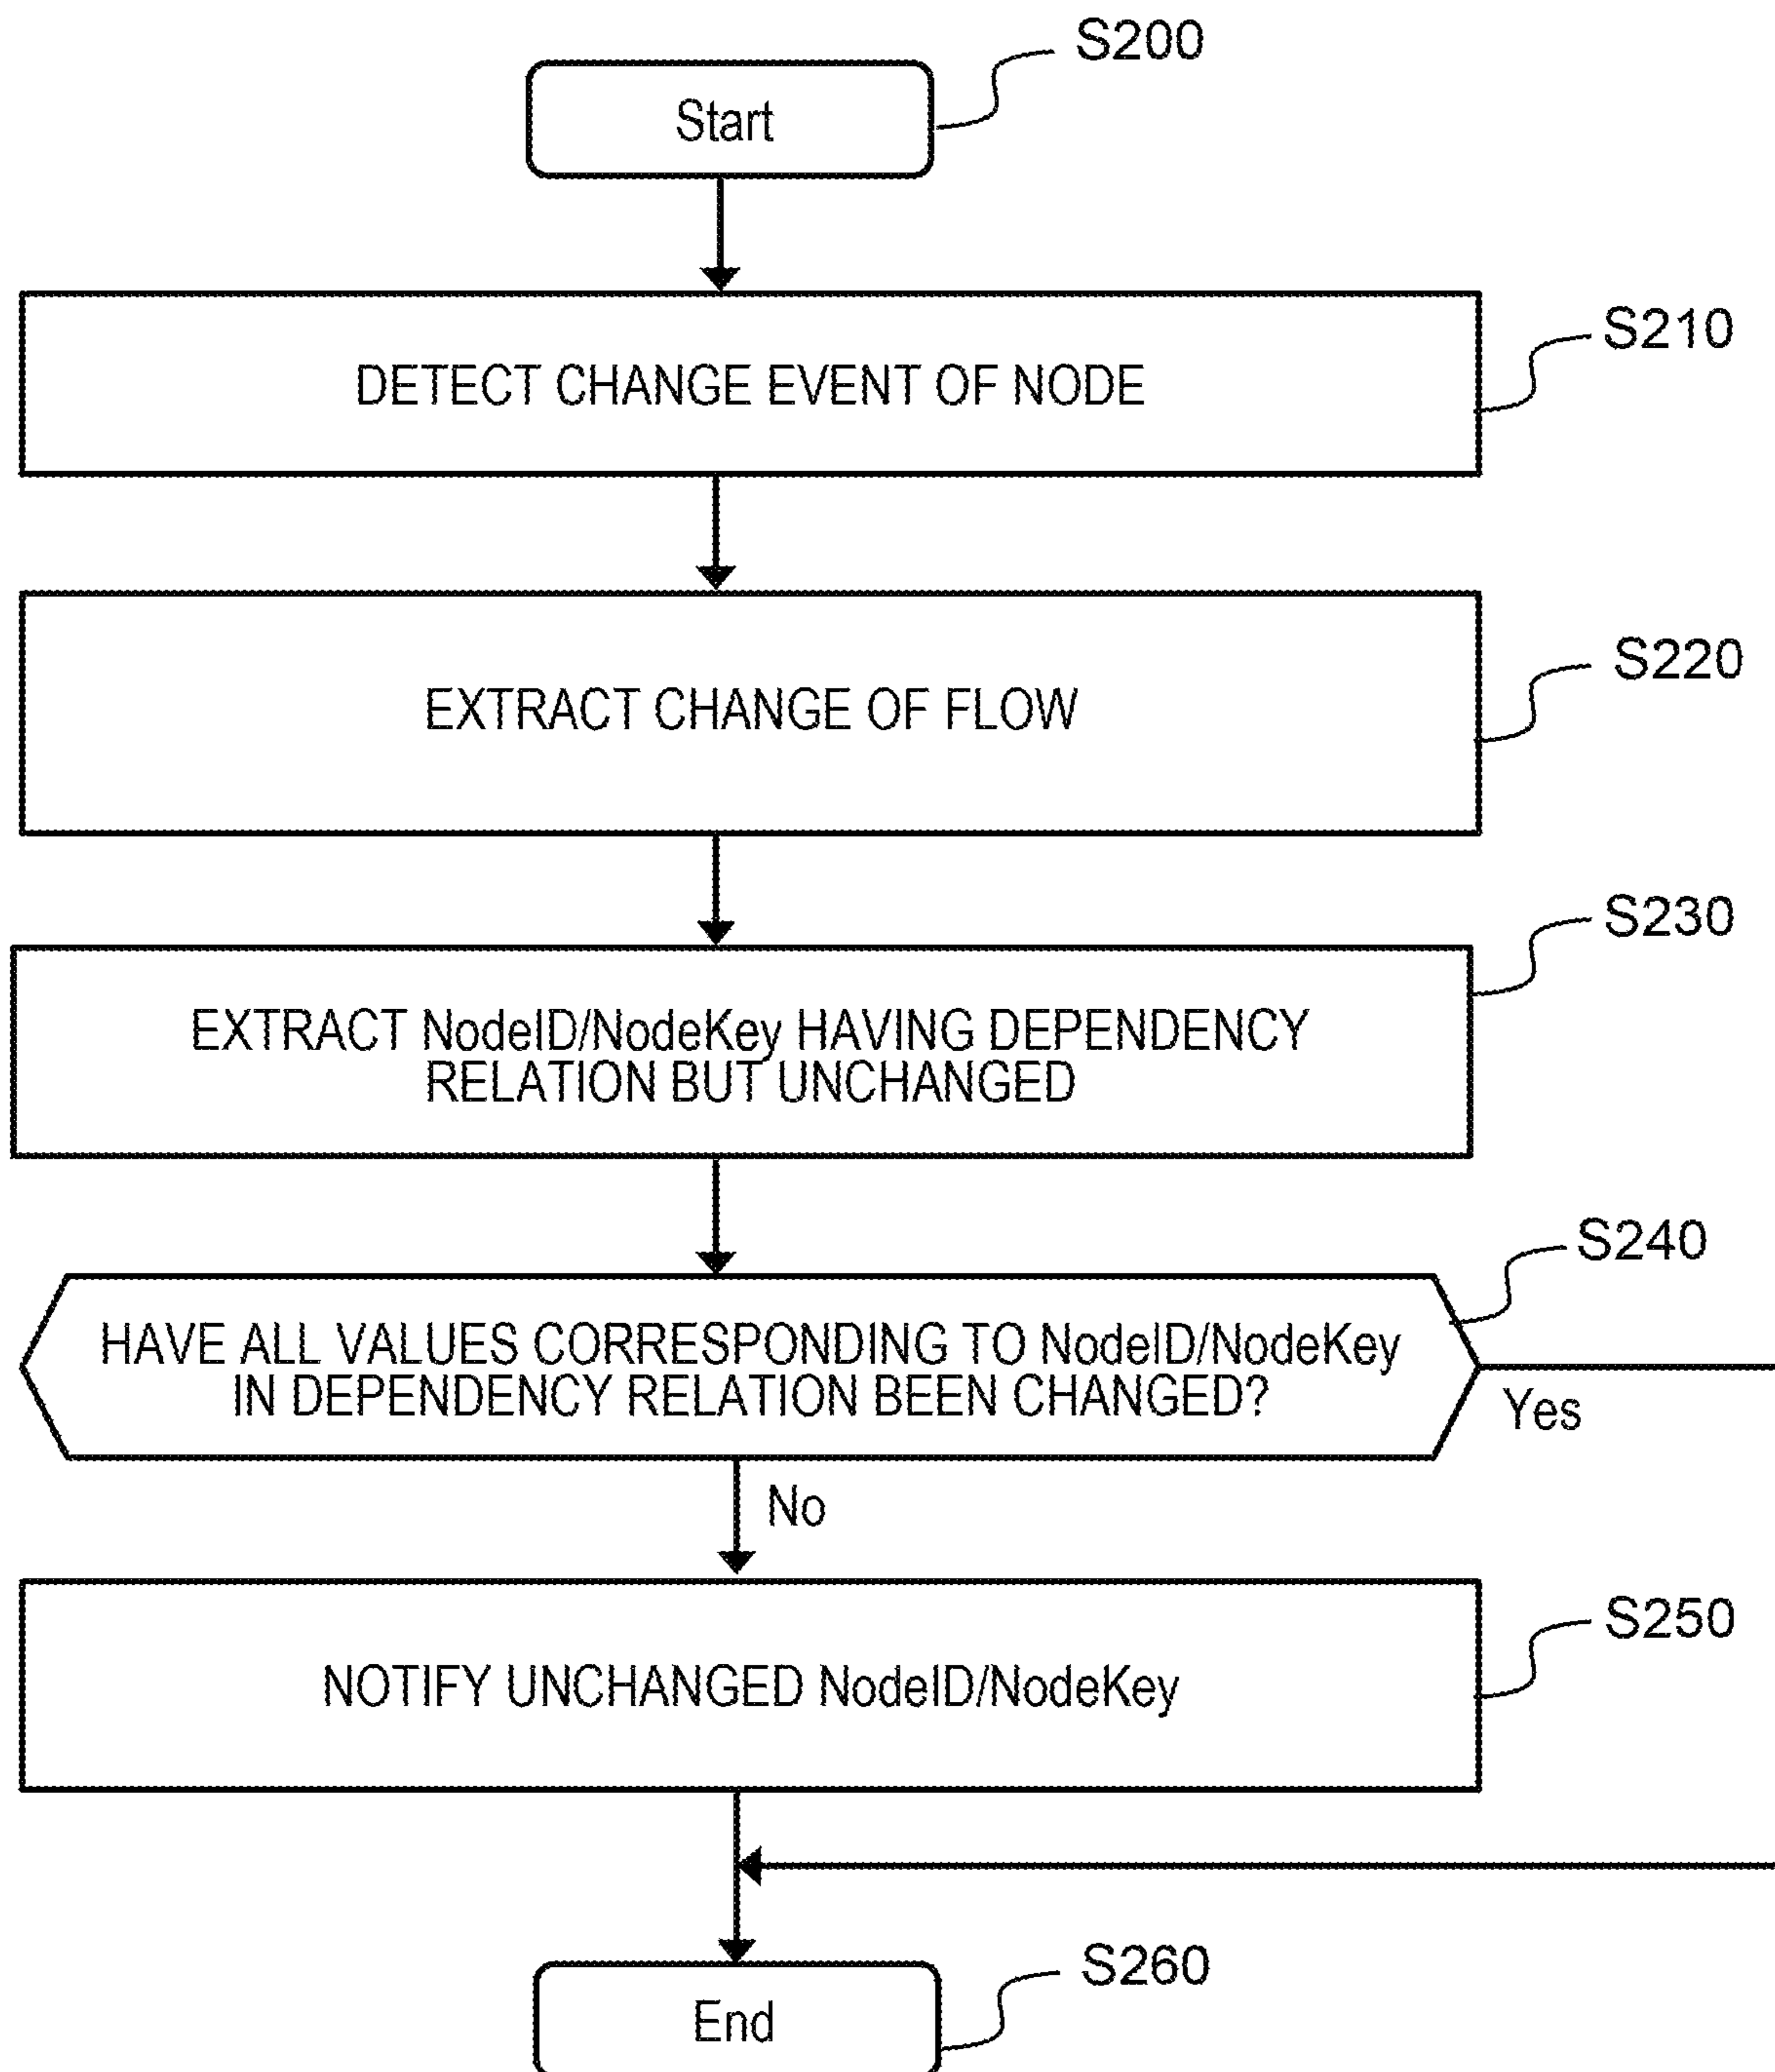 S200
Start
S210
DETECT CHANGE EVENT OF NODE
S220
EXTRACT CHANGE OF FLOW
S230
EXTRACT NodeID/NodeKey HAVING DEPENDENCY
RELATION BUT UNCHANGED
S240
HAVE ALL VALUES CORRESPONDING TO NodeID/NodeKey
IN DEPENDENCY RELATION BEEN CHANGED?
Yes
No
S250
NOTIFY UNCHANGED NodeID/NodeKey
S260
End